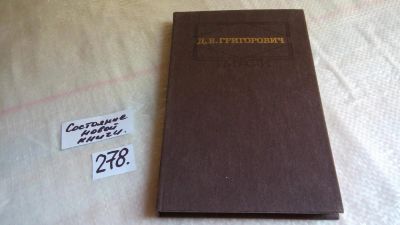 Д. В. ГРИГОРОВИЧ
Состояние
новой
книги.
278.